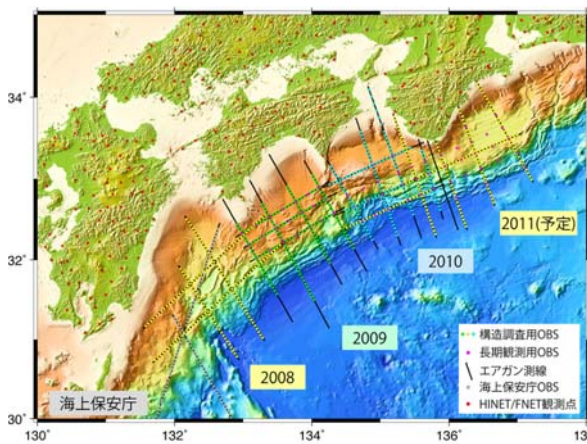 34°
32°
30°
130°
132°
134°
136°
138
2011(予定)
2010
2009
2008
海上保安庁
構造調査用OBS
長期観測用OBS
エアガン測線
海上保安庁OBS
HINET/FNET観測点